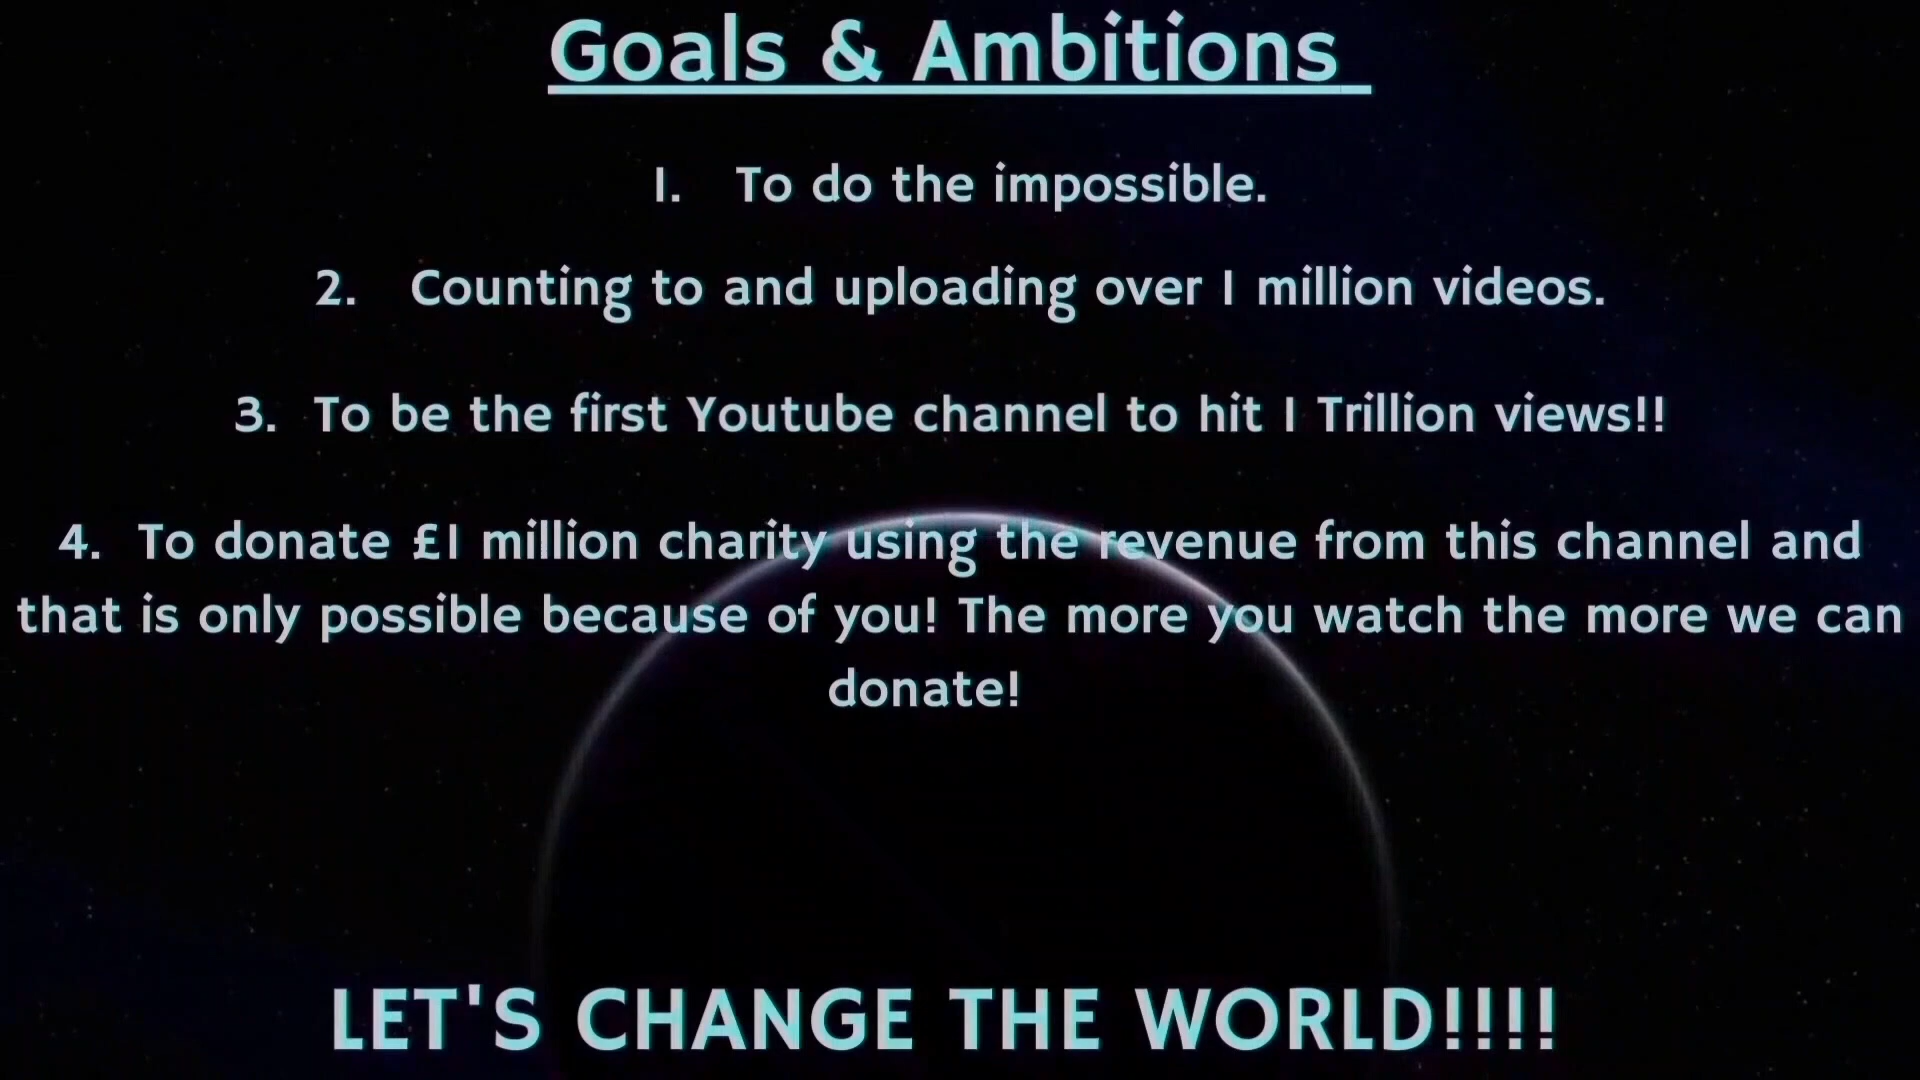 Goals & Ambitions
1. To do the impossible.
2. Counting to and uploading over 1 million videos.
3. To be the first Youtube channel to hit 1 Trillion views!!
4. To donate £1 million charity using the revenue from this channel and
that is only possible because of you! The more you watch the more we can
donate!
LET'S CHANGE THE WORLD!!!!